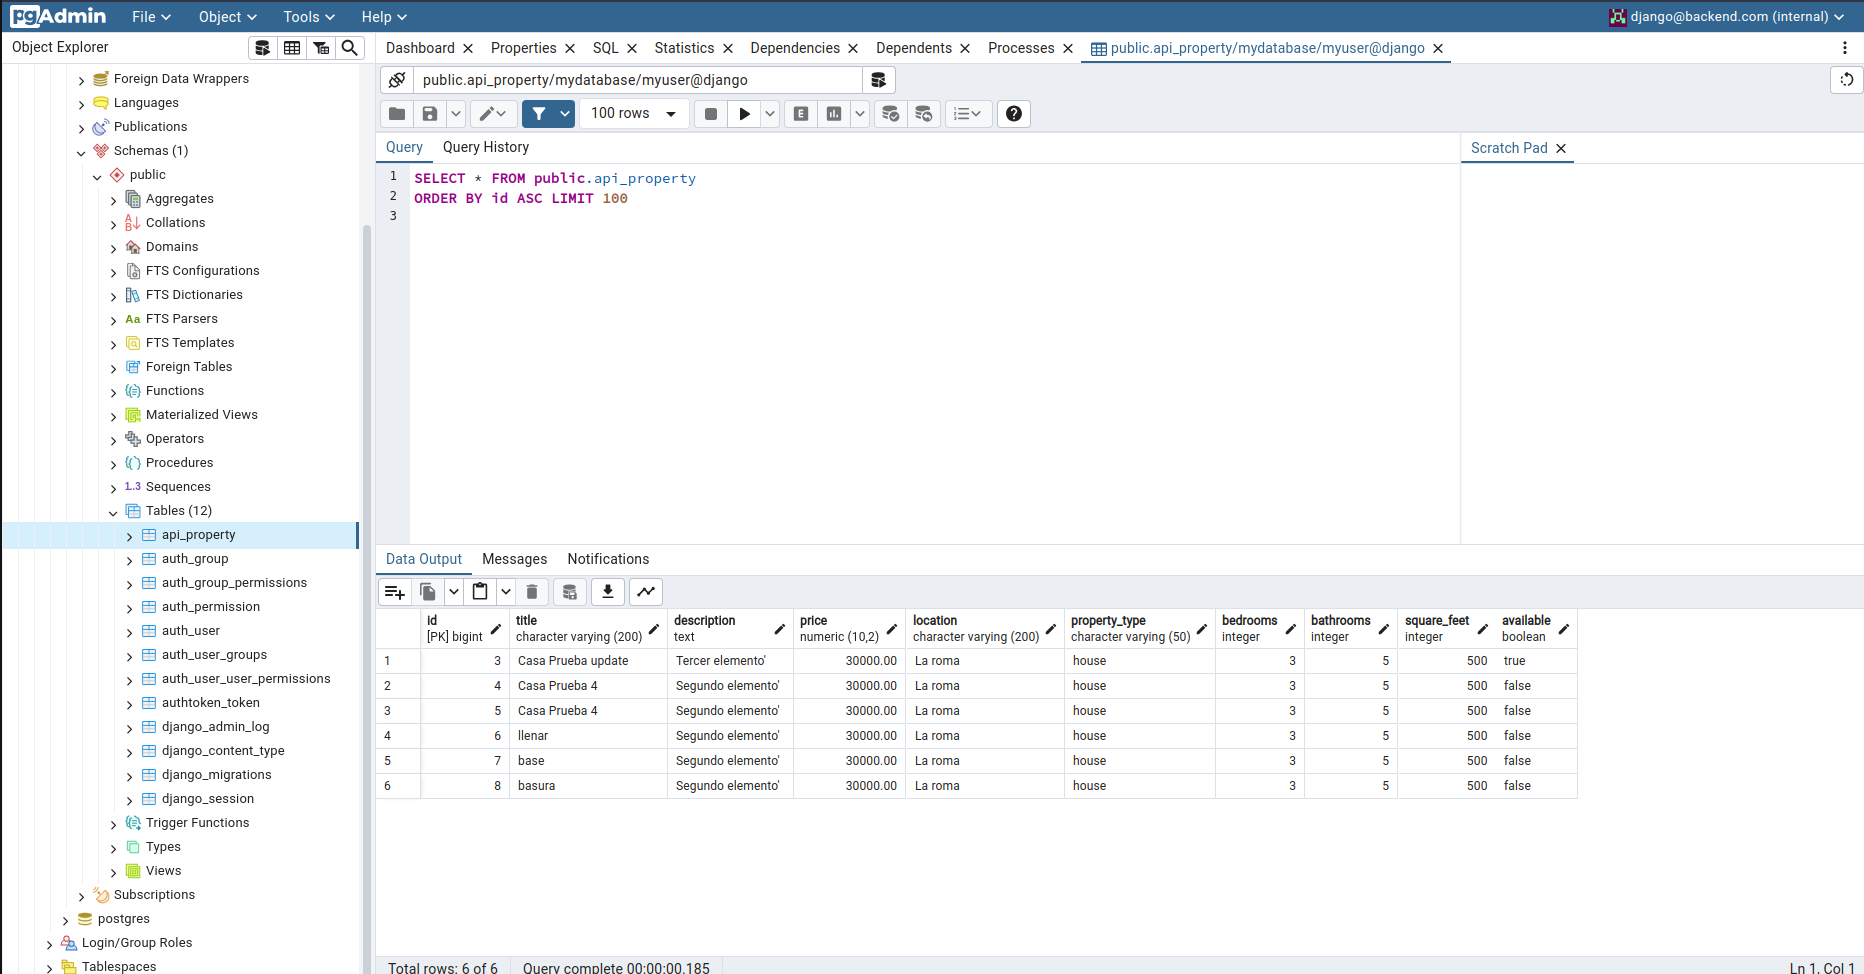 pgAdmin File Object Tools Help django@backend.com (internal)
Object Explorer
Dashboard Properties SQL Statistics Dependencies Dependents Processes public.api_property/mydatabase/myuser@django
public.api_property/mydatabase/myuser@django
100 rows E
Foreign Data Wrappers
Languages
Publications
Schemas (1)
public
Aggregates
Collations
Domains
FTS Configurations
FTS Dictionaries
Aa FTS Parsers
FTS Templates
Foreign Tables
Functions
Materialized Views
Operators
Procedures
1..3 Sequences
Tables (12)
api_property
auth_group
auth_group_permissions
auth_permission
auth_user
auth_user_groups
auth_user_user_permissions
authtoken_token
django_admin_log
django_content_type
django_migrations
django_session
Trigger Functions
Types
Views
Subscriptions
postgres
Login/Group Roles
Tablespaces
Query Query History
Scratch Pad
1 SELECT * FROM public.api_property
2 ORDER BY id ASC LIMIT 100
3
Data Output Messages Notifications
id title description price location property_type bedrooms bathrooms square_feet available
[PK] bigint character varying (200) text numeric (10,2) character varying (200) character varying (50) integer integer integer boolean
1 3 Casa Prueba update Tercer elemento' 30000.00 La roma house 3 5 500 true
2 4 Casa Prueba 4 Segundo elemento' 30000.00 La roma house 3 5 500 false
3 5 Casa Prueba 4 Segundo elemento' 30000.00 La roma house 3 5 500 false
4 6 llenar Segundo elemento' 30000.00 La roma house 3 5 500 false
5 7 base Segundo elemento' 30000.00 La roma house 3 5 500 false
6 8 basura Segundo elemento' 30000.00 La roma house 3 5 500 false
Total rows: 6 of 6 Query complete 00:00:00.185 Ln 1, Col 1